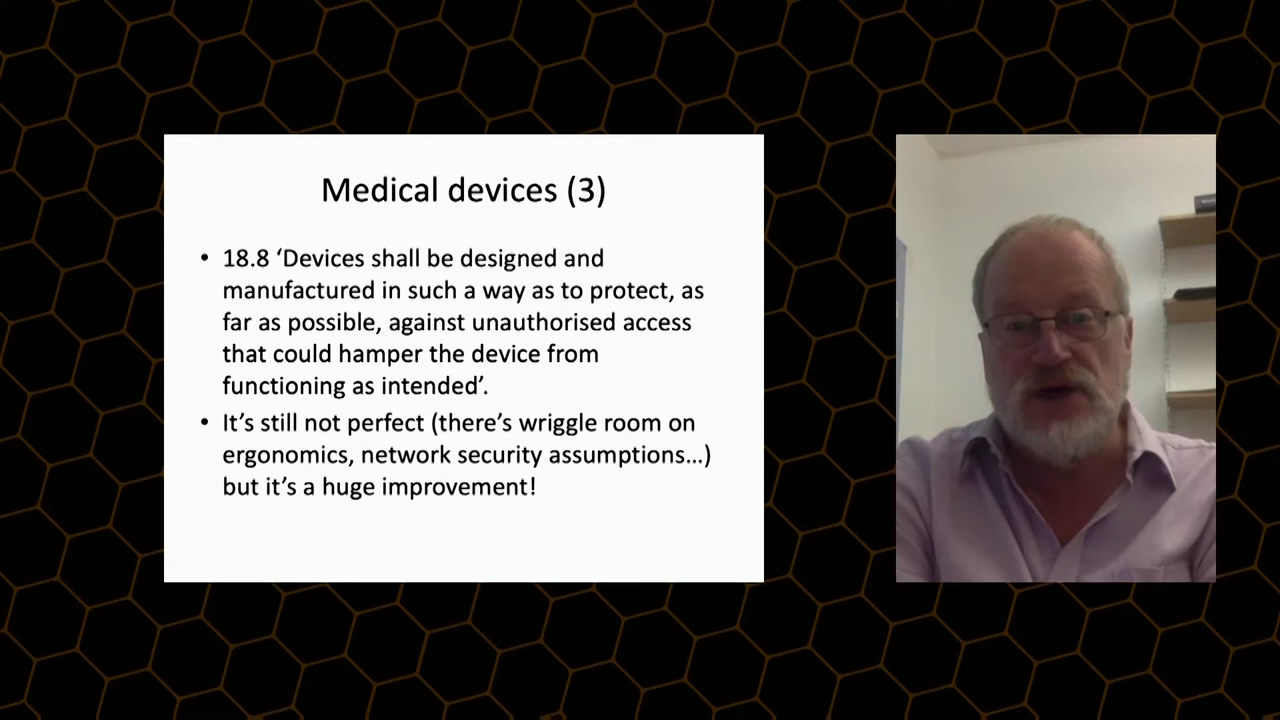 Medical devices (3)
• 18.8 ‘Devices shall be designed and
manufactured in such a way as to protect, as
far as possible, against unauthorised access
that could hamper the device from
functioning as intended’.
• It’s still not perfect (there’s wriggle room on
ergonomics, network security assumptions…)
but it’s a huge improvement!